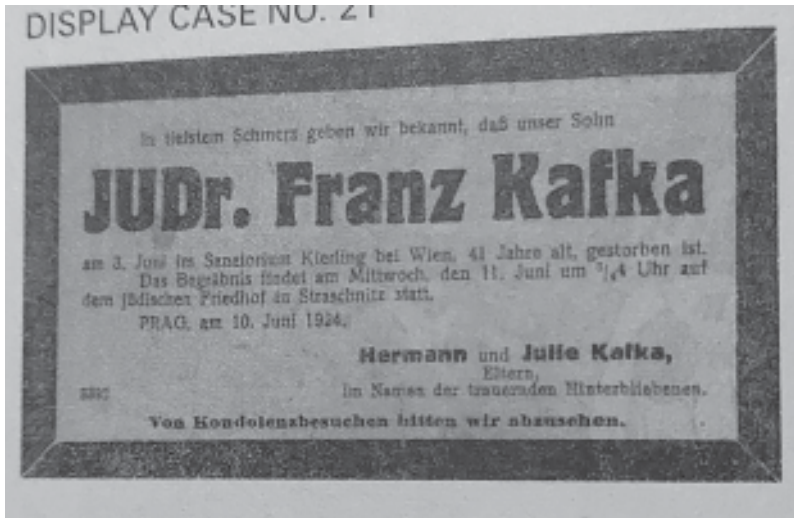 DISPLAY CASE NO. 21
In tiefstem Schmerz geben wir bekannt, daß unser Sohn
JUDr. Franz Kafka
am 3. Juni im Sanatorium Kierling bei Wien, 41 Jahre alt, gestorben ist.
Das Begräbnis findet am Mittwoch, den 11. Juni um ³/₄4 Uhr auf
dem jüdischen Friedhof in Straschnitz statt.
PRAG, am 10. Juni 1924.
Hermann und Julie Kafka,
Eltern,
im Namen der trauernden Hinterbliebenen.
Von Kondolenzbesuchen bitten wir abzusehen.